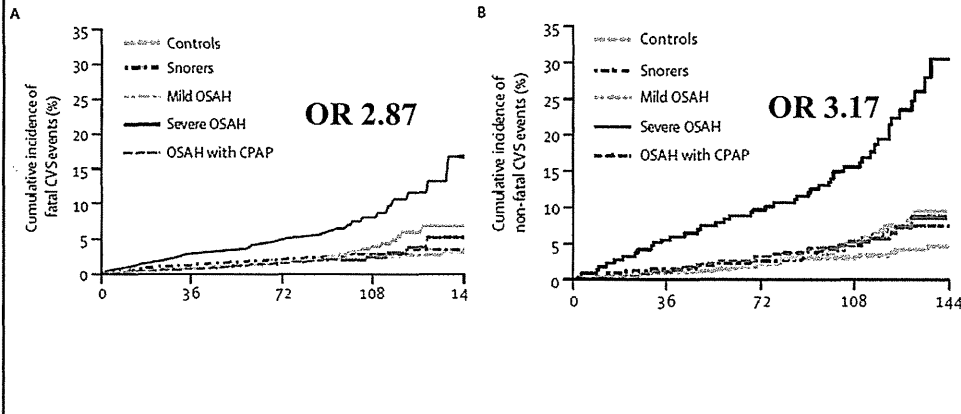 A
Cumulative incidence of
fatal CVS events (%)
35
30
25
20
15
10
5
0
Controls
Snorers
Mild OSAH
Severe OSAH
OSAH with CPAP
OR 2.87
0 36 72 108 14
B
Cumulative incidence of
non-fatal CVS events (%)
35
30
25
20
15
10
5
0
Controls
Snorers
Mild OSAH
Severe OSAH
OSAH with CPAP
OR 3.17
0 36 72 108 144